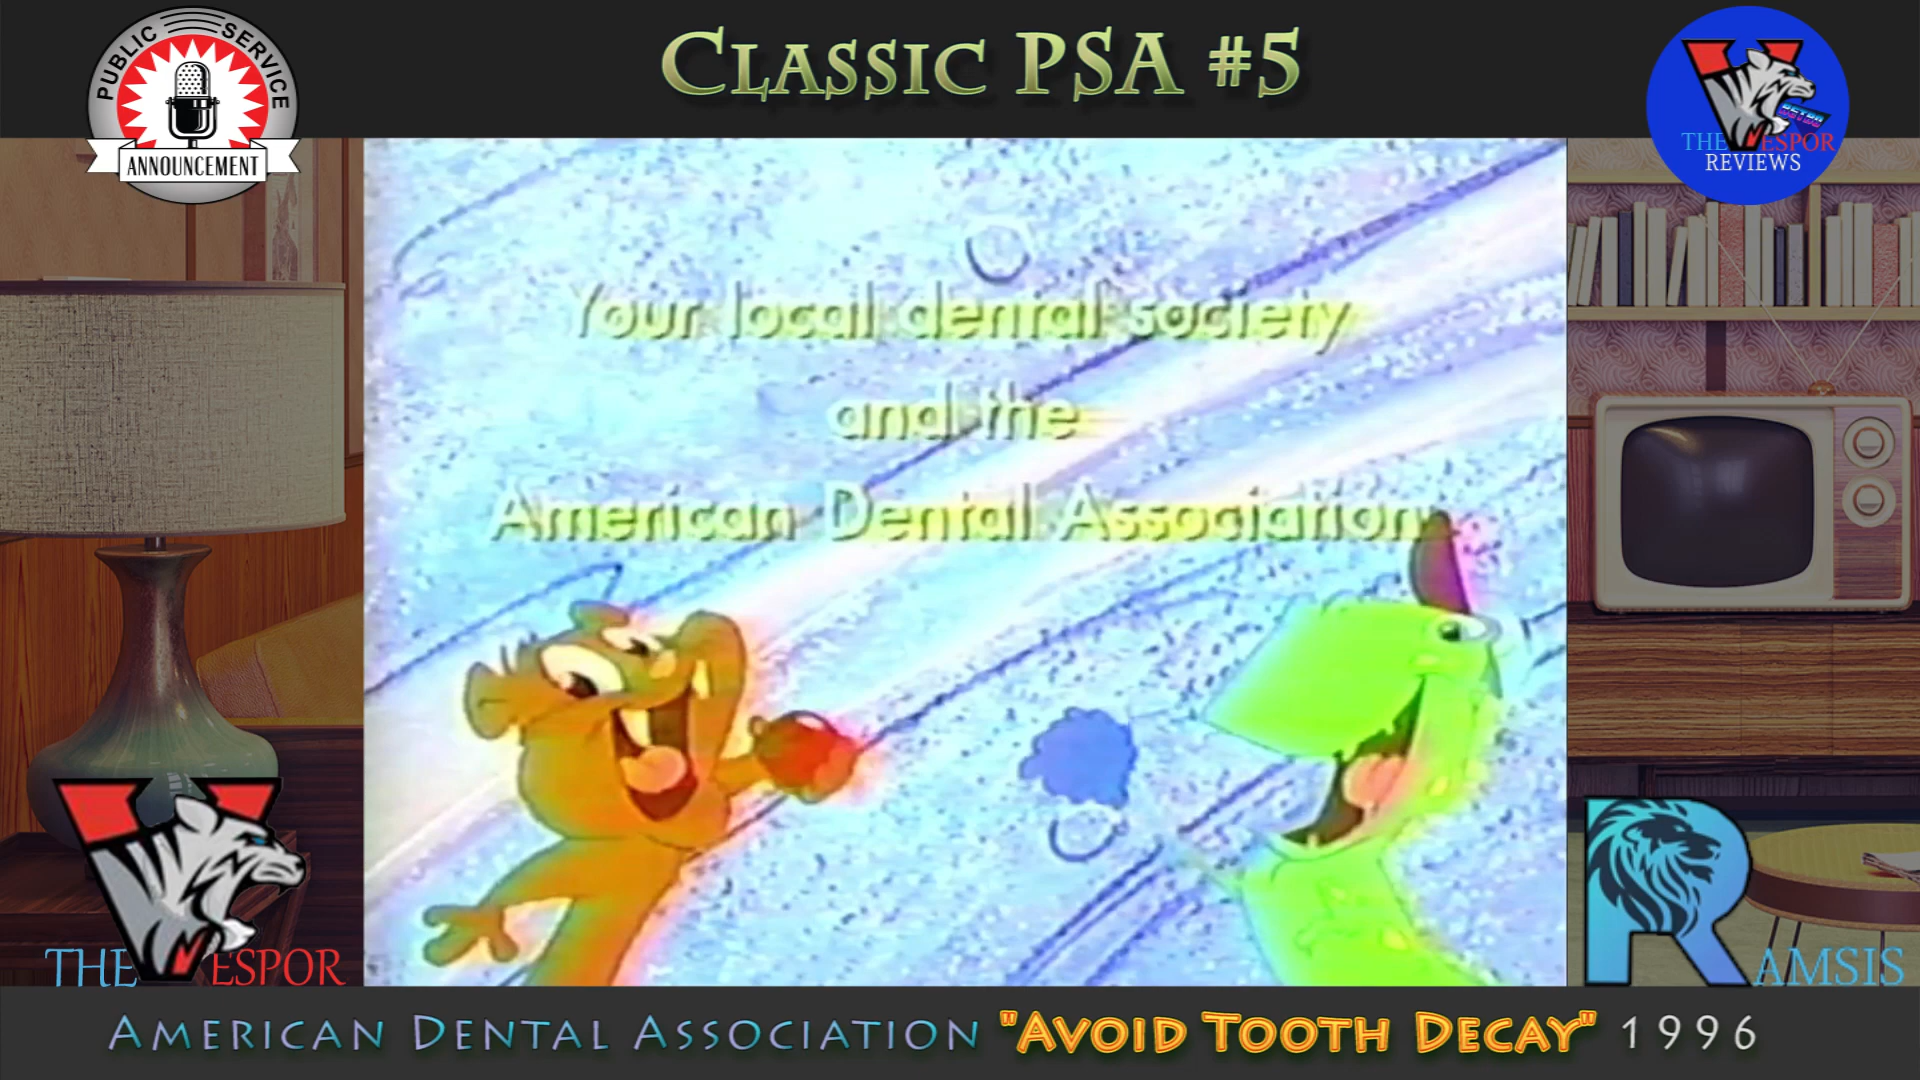 PUBLIC SERVICE
ANNOUNCEMENT
Classic PSA #5
THE VESPOR
REVIEWS
Your local dental society
and the
American Dental Association
THE VESPOR
RAMSIS
American Dental Association "Avoid Tooth Decay" 1996